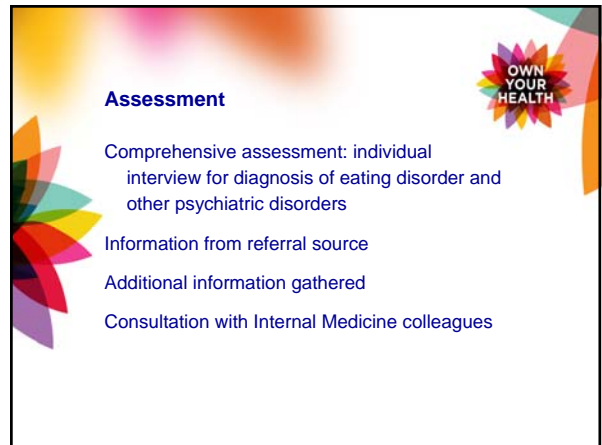 OWN
YOUR
HEALTH
Assessment
Comprehensive assessment: individual
interview for diagnosis of eating disorder and
other psychiatric disorders
Information from referral source
Additional information gathered
Consultation with Internal Medicine colleagues